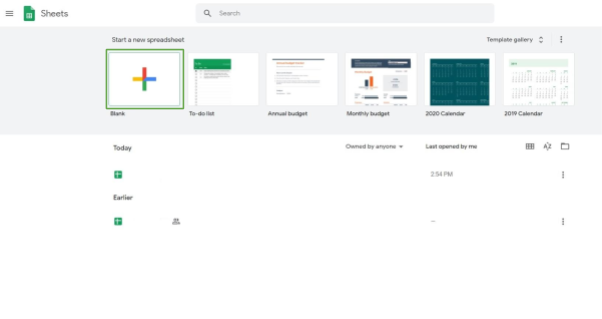 Sheets
Search
Start a new spreadsheet
Template gallery
Blank
To-do list
Annual budget
Monthly budget
2020 Calendar
2019 Calendar
Today
Owned by anyone
Last opened by me
2:54 PM
Earlier
–